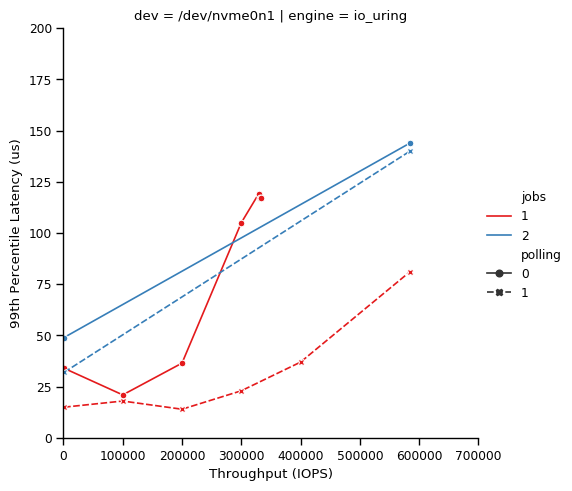 dev = /dev/nvme0n1 | engine = io_uring
200
175
150
125
100
75
50
25
0
99th Percentile Latency (us)
0 100000 200000 300000 400000 500000 600000 700000
Throughput (IOPS)
jobs
1
2
polling
0
1